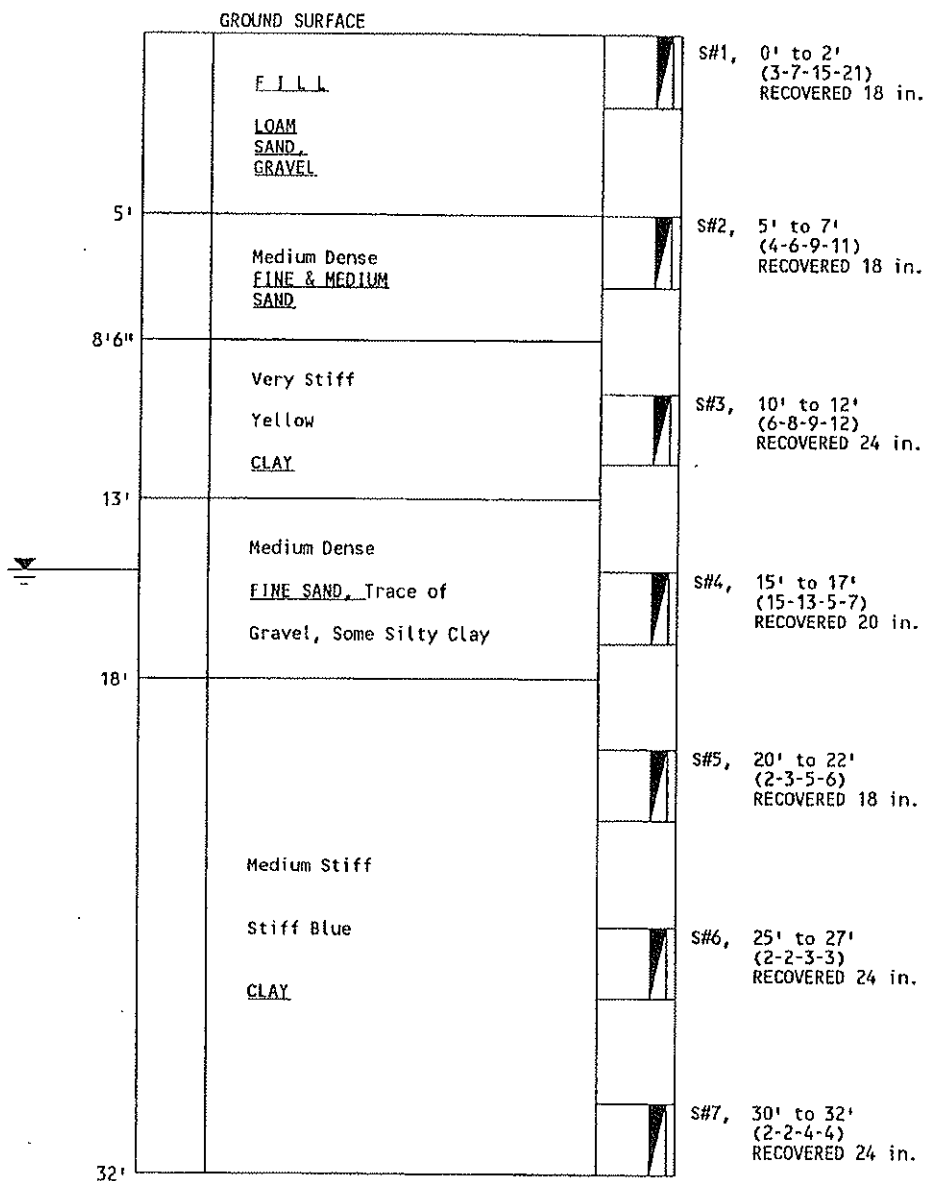 GROUND SURFACE
S#1, 0' to 2'
(3-7-15-21)
RECOVERED 18 in.
F I L L
LOAM
SAND,
GRAVEL
5'
S#2, 5' to 7'
(4-6-9-11)
RECOVERED 18 in.
Medium Dense
FINE & MEDIUM
SAND
8'6"
Very Stiff
Yellow
CLAY
S#3, 10' to 12'
(6-8-9-12)
RECOVERED 24 in.
13'
Medium Dense
FINE SAND, Trace of
Gravel, Some Silty Clay
S#4, 15' to 17'
(15-13-5-7)
RECOVERED 20 in.
18'
S#5, 20' to 22'
(2-3-5-6)
RECOVERED 18 in.
Medium Stiff
Stiff Blue
CLAY
S#6, 25' to 27'
(2-2-3-3)
RECOVERED 24 in.
S#7, 30' to 32'
(2-2-4-4)
RECOVERED 24 in.
32'